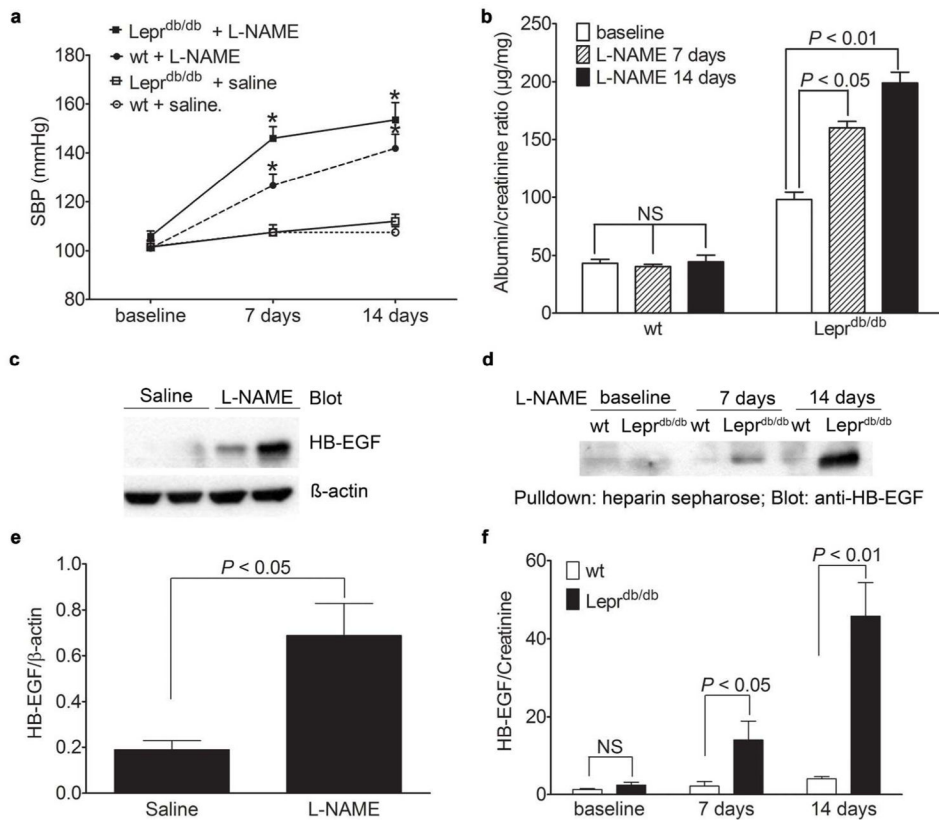 a
Lepr^db/db + L-NAME
wt + L-NAME
Lepr^db/db + saline
wt + saline.
SBP (mmHg)
160
140
120
100
80
* *
* *
baseline 7 days 14 days
b
baseline
L-NAME 7 days
L-NAME 14 days
Albumin/creatinine ratio (µg/mg)
250
200
150
100
50
0
P < 0.01
P < 0.05
NS
wt Lepr^db/db
c
Saline L-NAME Blot
HB-EGF
ß-actin
d
L-NAME baseline 7 days 14 days
wt Lepr^db/db wt Lepr^db/db wt Lepr^db/db
Pulldown: heparin sepharose; Blot: anti-HB-EGF
e
HB-EGF/β-actin
1.0
0.8
0.6
0.4
0.2
0.0
P < 0.05
Saline L-NAME
f
wt
Lepr^db/db
HB-EGF/Creatinine
60
40
20
0
NS
P < 0.05
P < 0.01
baseline 7 days 14 days